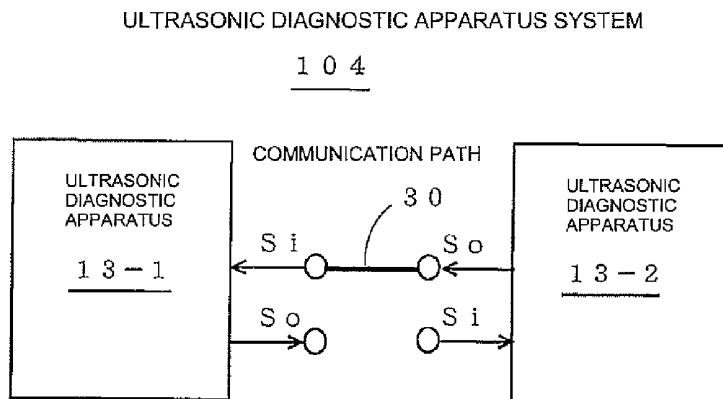 ULTRASONIC DIAGNOSTIC APPARATUS SYSTEM
104
ULTRASONIC
DIAGNOSTIC
APPARATUS
13-1
COMMUNICATION PATH
30
Si
So
So
Si
ULTRASONIC
DIAGNOSTIC
APPARATUS
13-2